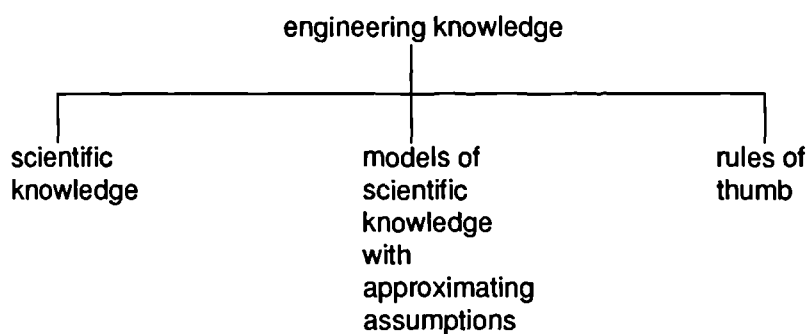 engineering knowledge
scientific
knowledge
models of
scientific
knowledge
with
approximating
assumptions
rules of
thumb